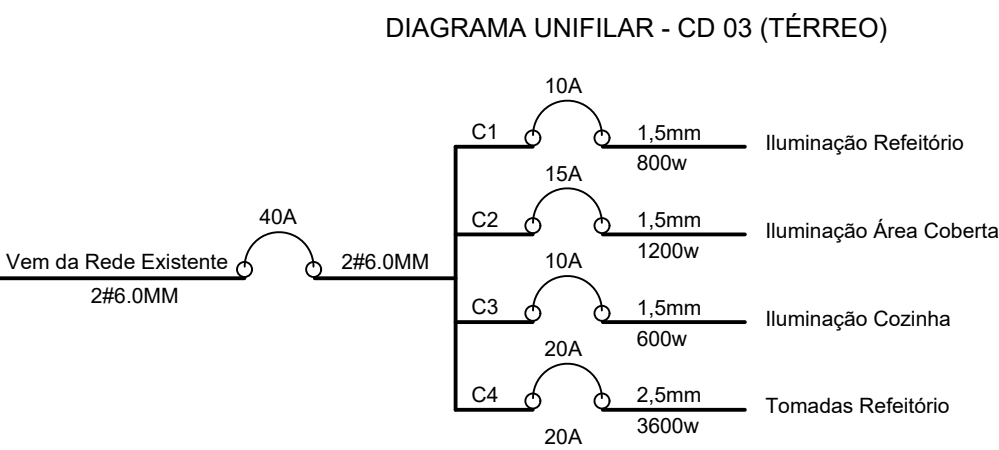 DIAGRAMA UNIFILAR - CD 03 (TÉRREO)
10A
C1
1,5mm
800w
Iluminação Refeitório
15A
C2
1,5mm
1200w
Iluminação Área Coberta
40A
Vem da Rede Existente
2#6.0MM
2#6.0MM
10A
C3
1,5mm
600w
Iluminação Cozinha
20A
C4
2,5mm
3600w
Tomadas Refeitório
20A